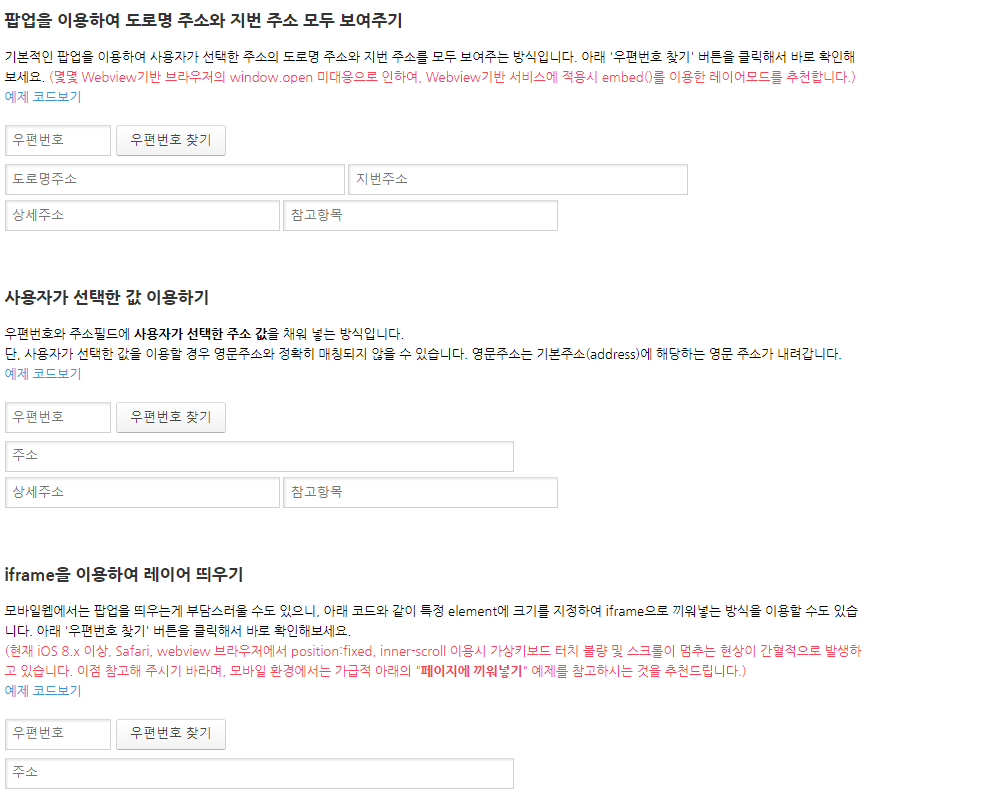 팝업을 이용하여 도로명 주소와 지번 주소 모두 보여주기
기본적인 팝업을 이용하여 사용자가 선택한 주소의 도로명 주소와 지번 주소를 모두 보여주는 방식입니다. 아래 '우편번호 찾기' 버튼을 클릭해서 바로 확인해
보세요. (몇몇 Webview기반 브라우저의 window.open 미대응으로 인하여, Webview기반 서비스에 적용시 embed()를 이용한 레이어모드를 추천합니다.)
예제 코드보기
우편번호 우편번호 찾기
도로명주소 지번주소
상세주소 참고항목
사용자가 선택한 값 이용하기
우편번호와 주소필드에 사용자가 선택한 주소 값을 채워 넣는 방식입니다.
단, 사용자가 선택한 값을 이용할 경우 영문주소와 정확히 매칭되지 않을 수 있습니다. 영문주소는 기본주소(address)에 해당하는 영문 주소가 내려갑니다.
예제 코드보기
우편번호 우편번호 찾기
주소
상세주소 참고항목
iframe을 이용하여 레이어 띄우기
모바일웹에서는 팝업을 띄우는게 부담스러울 수도 있으니, 아래 코드와 같이 특정 element에 크기를 지정하여 iframe으로 끼워넣는 방식을 이용할 수도 있습
니다. 아래 '우편번호 찾기' 버튼을 클릭해서 바로 확인해보세요.
(현재 iOS 8.x 이상, Safari, webview 브라우저에서 position:fixed, inner-scroll 이용시 가상키보드 터치 불량 및 스크롤이 멈추는 현상이 간헐적으로 발생하
고 있습니다. 이점 참고해 주시기 바라며, 모바일 환경에서는 가급적 아래의 "페이지에 끼워넣기" 예제를 참고하시는 것을 추천드립니다.)
예제 코드보기
우편번호 우편번호 찾기
주소